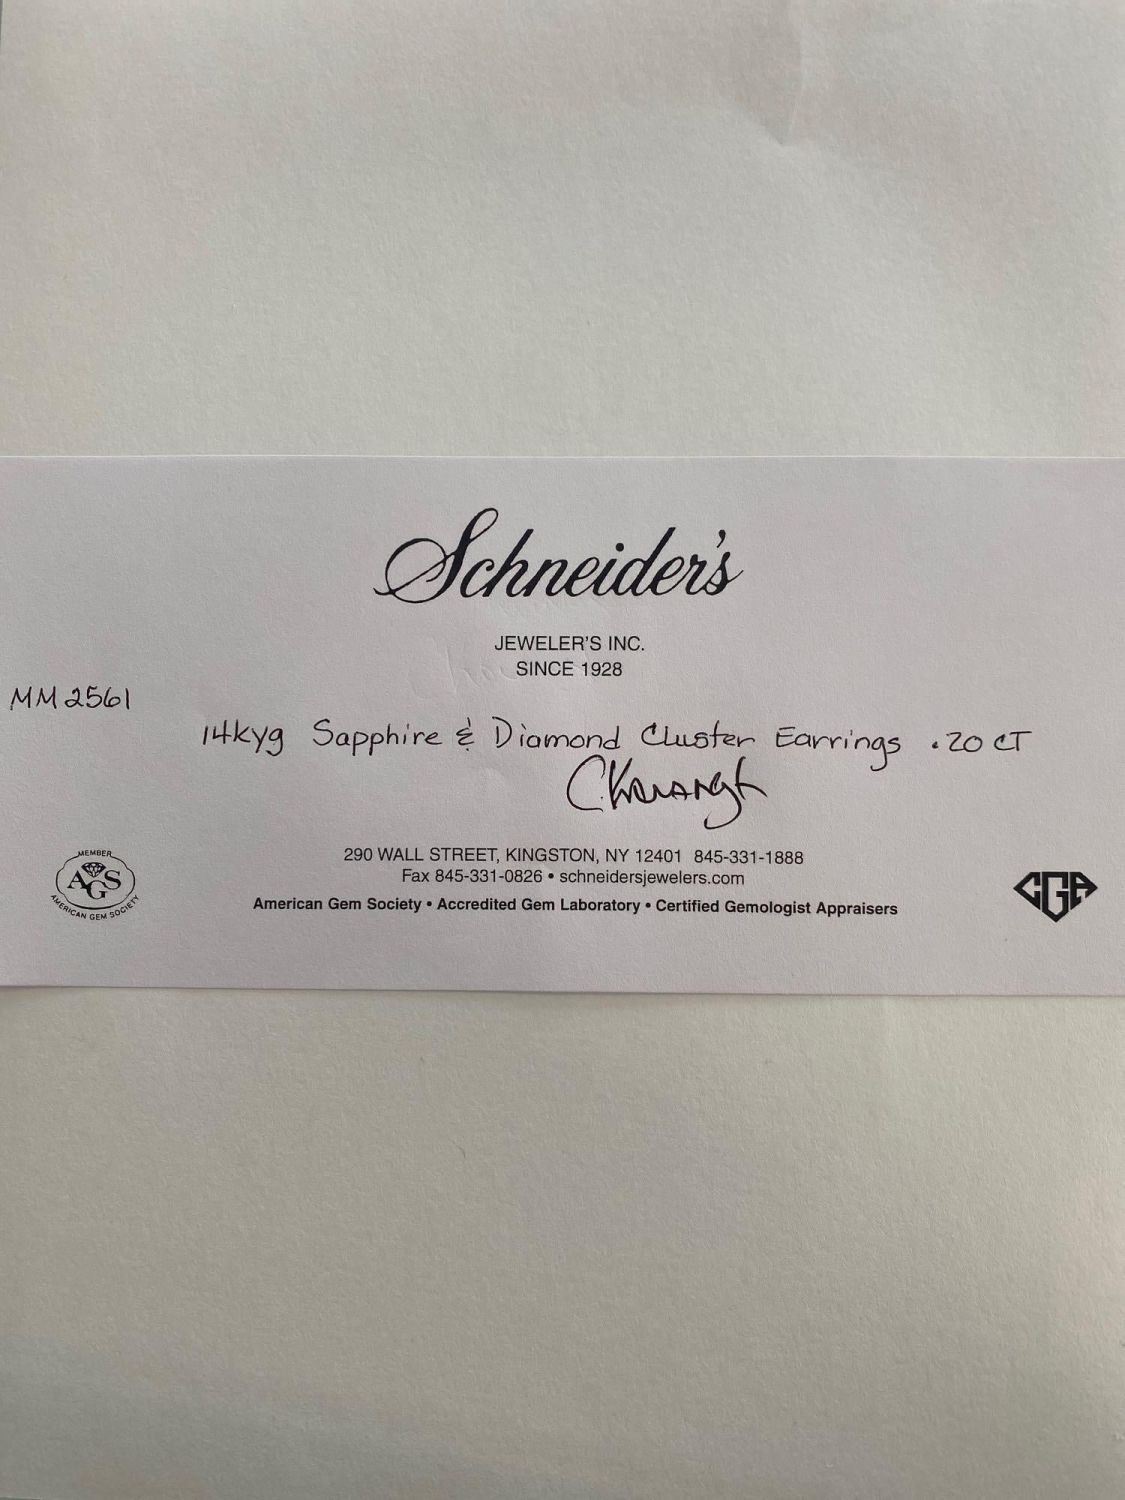 Schneider's
JEWELER'S INC.
SINCE 1928
MM2561
14kyg Sapphire & Diamond Cluster Earrings .20 CT
290 WALL STREET, KINGSTON, NY 12401 845-331-1888
Fax 845-331-0826 • schneidersjewelers.com
American Gem Society • Accredited Gem Laboratory • Certified Gemologist Appraisers
MEMBER
AGS
AMERICAN GEM SOCIETY
CGA